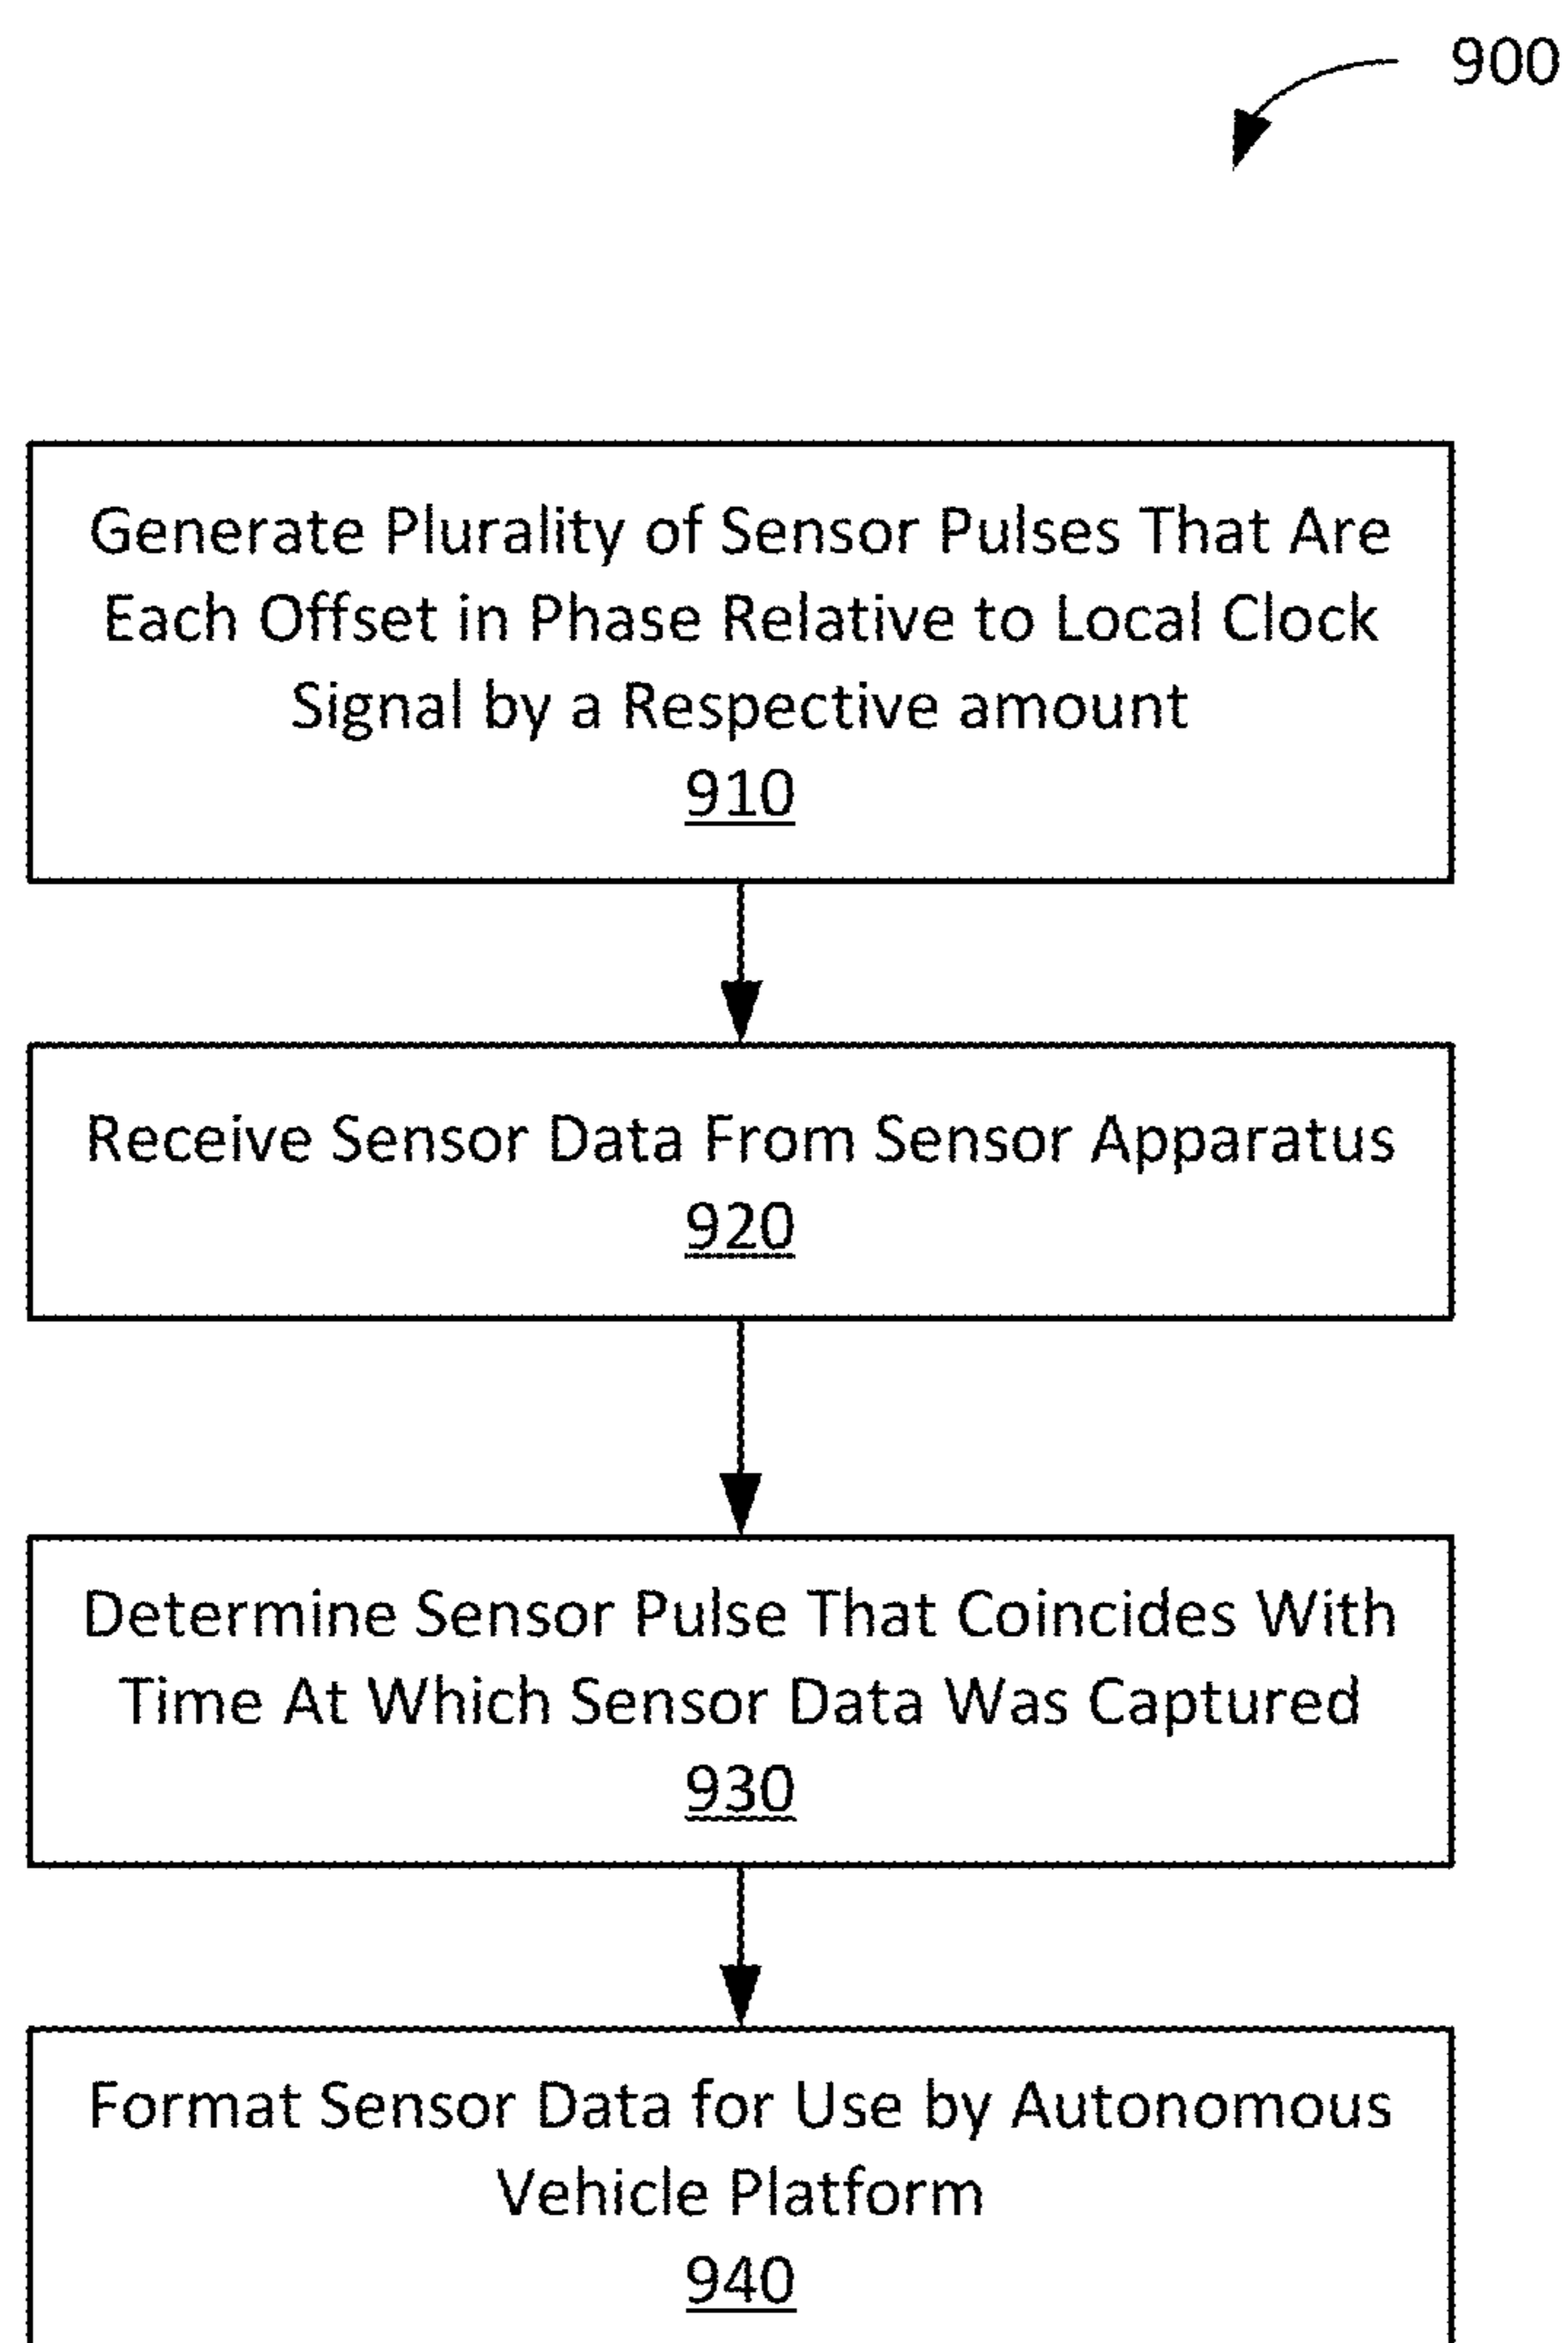 900
Generate Plurality of Sensor Pulses That Are
Each Offset in Phase Relative to Local Clock
Signal by a Respective amount
910
Receive Sensor Data From Sensor Apparatus
920
Determine Sensor Pulse That Coincides With
Time At Which Sensor Data Was Captured
930
Format Sensor Data for Use by Autonomous
Vehicle Platform
940